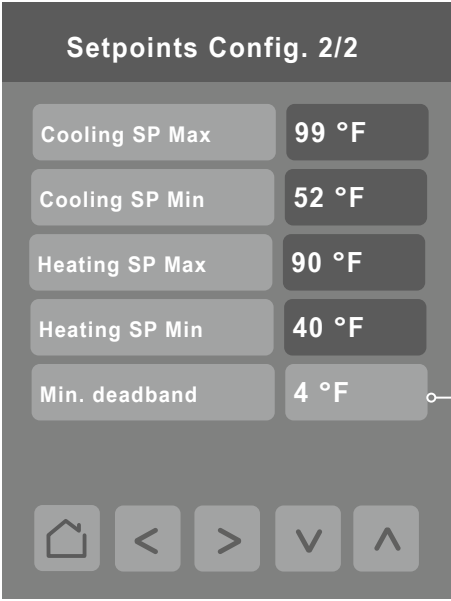 Setpoints Config. 2/2
Cooling SP Max 99 °F
Cooling SP Min 52 °F
Heating SP Max 90 °F
Heating SP Min 40 °F
Min. deadband 4 °F